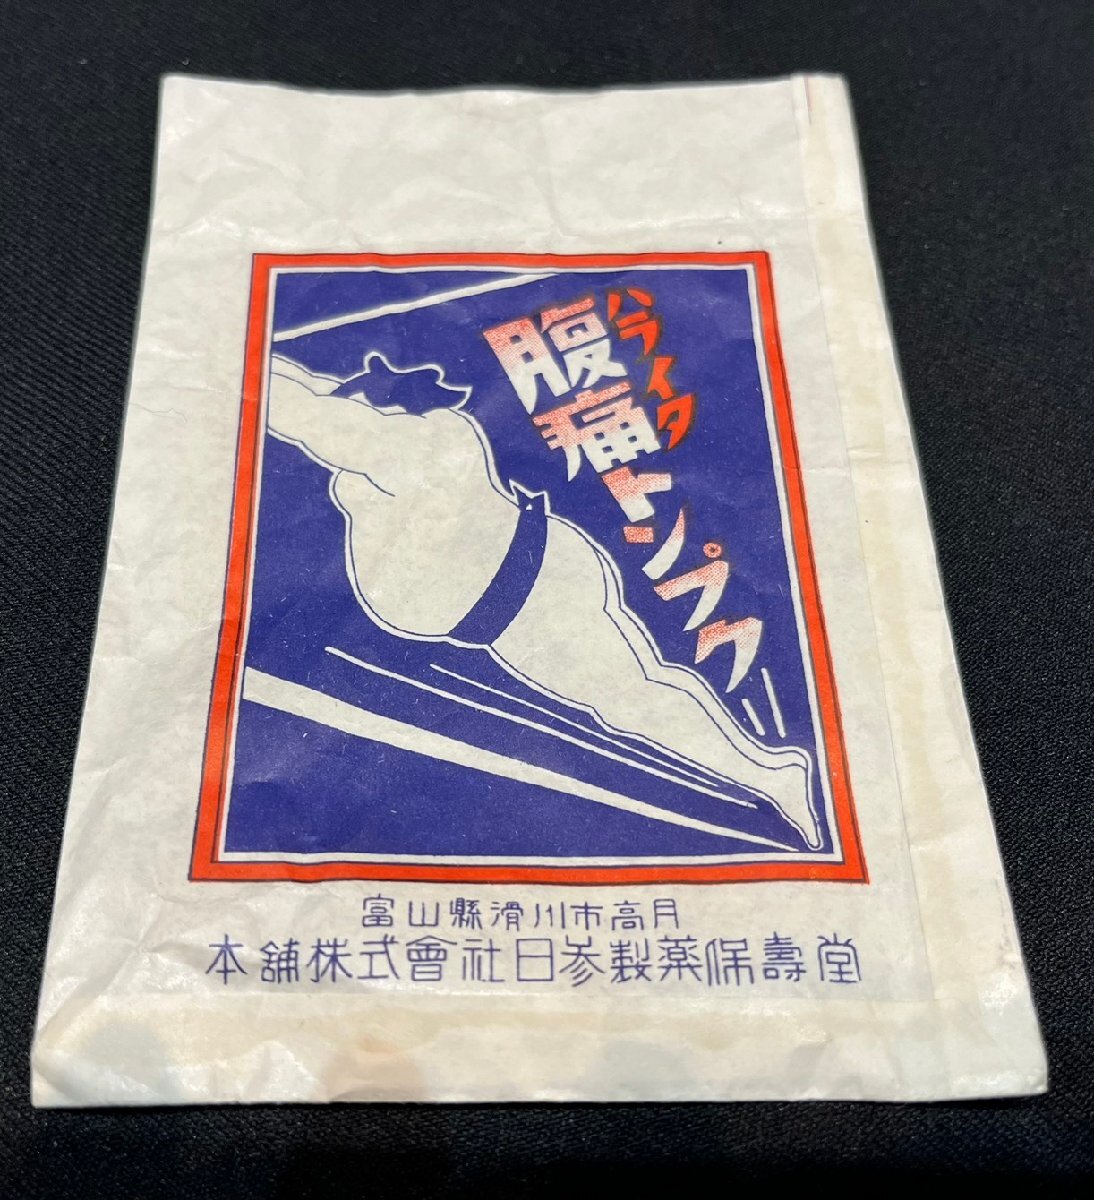 ハライタ
腹痛トンプク
富山縣滑川市高月
本舗株式會社日参製薬保壽堂